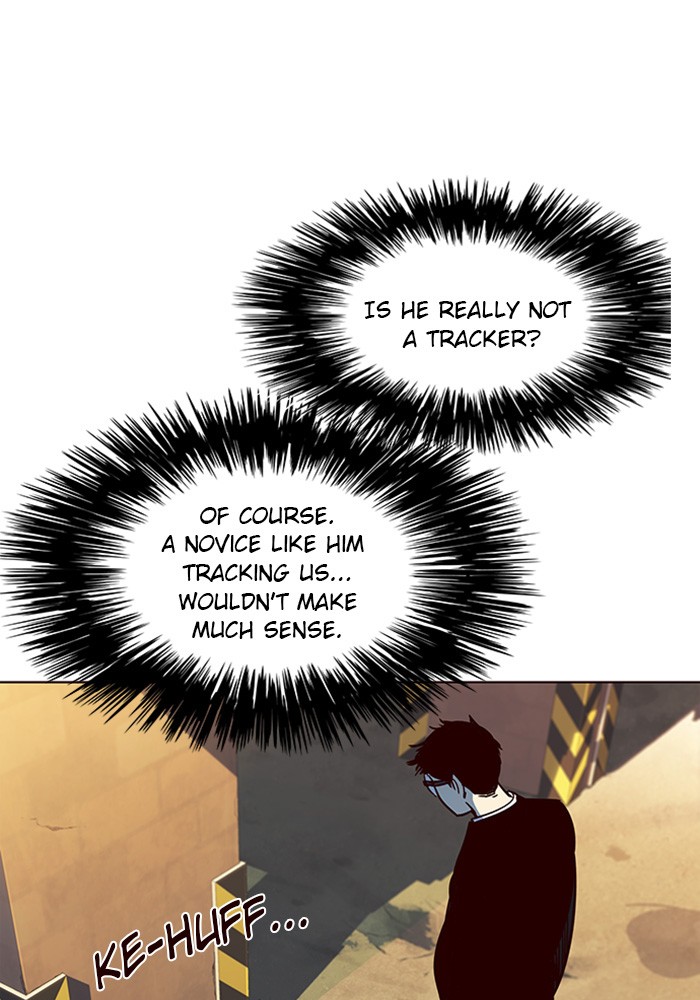 IS HE REALLY NOT
A TRACKER?
OF COURSE.
A NOVICE LIKE HIM
TRACKING US...
WOULDN'T MAKE
MUCH SENSE.
KE-HUFF...